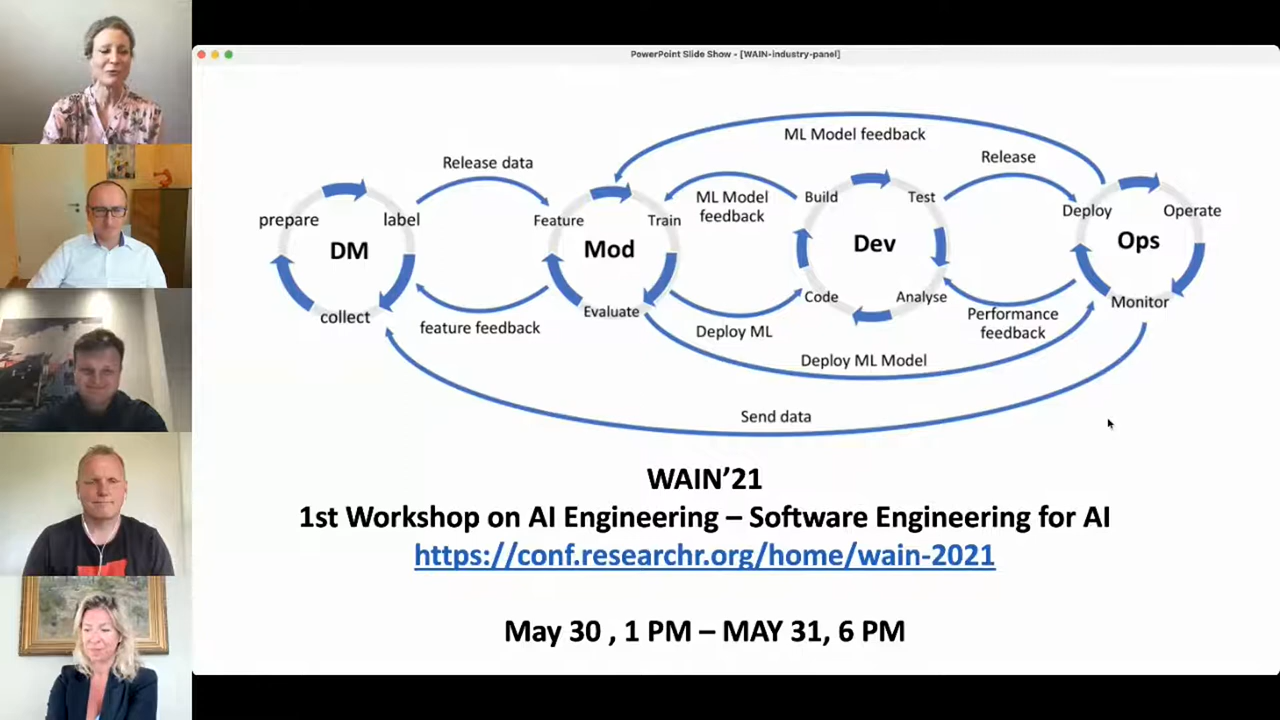 PowerPoint Slide Show - [WAIN-industry-panel]
ML Model feedback
Release data
Release
prepare
label
Feature
Train
ML Model
feedback
Build
Test
Deploy
Operate
DM
Mod
Dev
Ops
collect
feature feedback
Evaluate
Deploy ML
Code
Analyse
Performance
feedback
Monitor
Deploy ML Model
Send data
WAIN’21
1st Workshop on AI Engineering – Software Engineering for AI
https://conf.researchr.org/home/wain-2021
May 30 , 1 PM – MAY 31, 6 PM